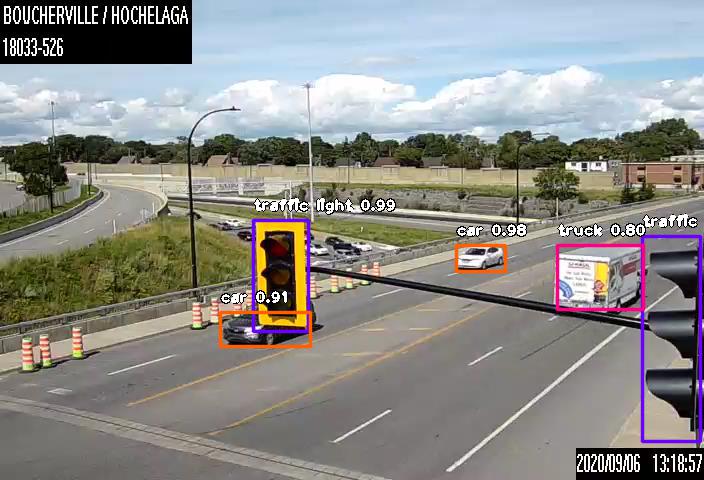 BOUCHERVILLE / HOCHELAGA
18033-526
traffic light 0.99
car 0.98
truck 0.80
traffic
U-HAUL
car 0.91
2020/09/06 13:18:57